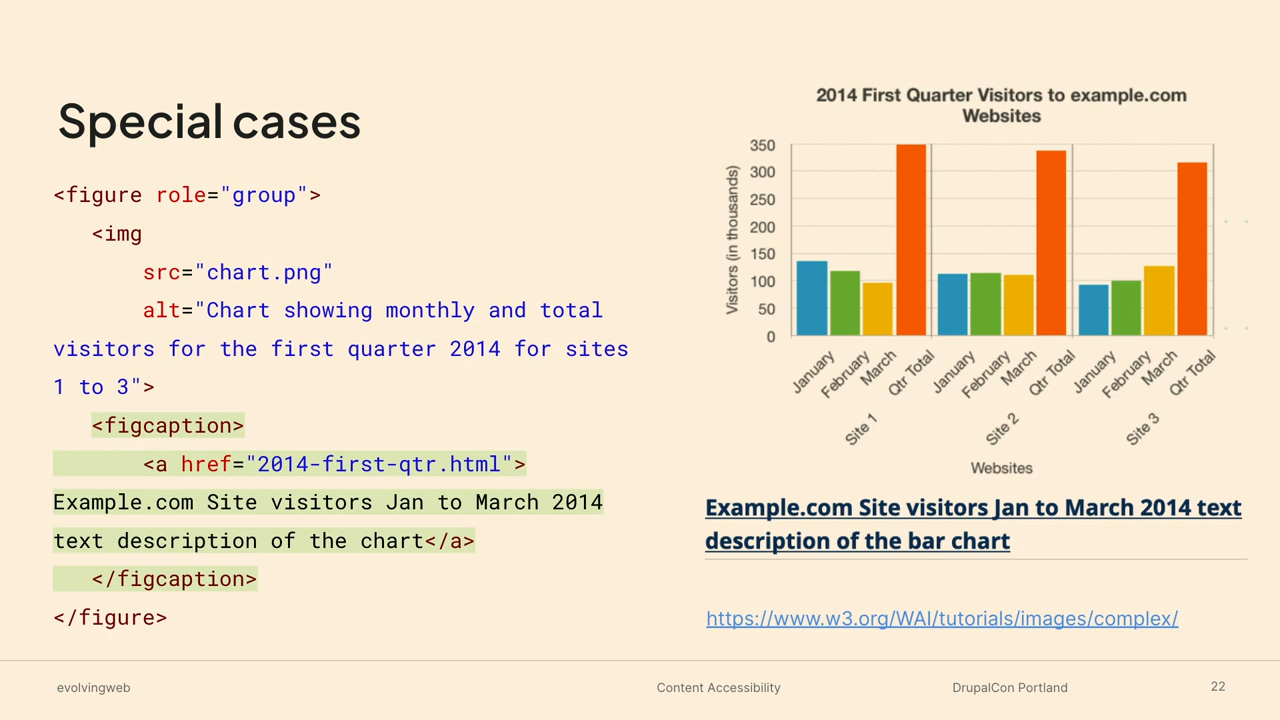 Special cases
<figure role="group">
<img
src="chart.png"
alt="Chart showing monthly and total
visitors for the first quarter 2014 for sites
1 to 3">
<figcaption>
<a href="2014-first-qtr.html">
Example.com Site visitors Jan to March 2014
text description of the chart</a>
</figcaption>
</figure>
2014 First Quarter Visitors to example.com
Websites
Visitors (in thousands)
350
300
250
200
150
100
50
0
January
February
March
Qtr Total
January
February
March
Qtr Total
January
February
March
Qtr Total
Site 1
Site 2
Site 3
Websites
Example.com Site visitors Jan to March 2014 text
description of the bar chart
https://www.w3.org/WAI/tutorials/images/complex/
evolvingweb
Content Accessibility
DrupalCon Portland
22